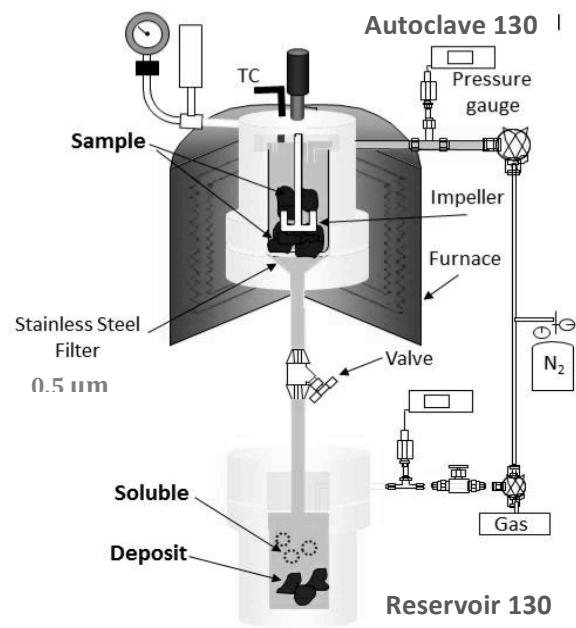 Autoclave 130
TC
Pressure
gauge
Sample
Impeller
Furnace
Stainless Steel
Filter
0.5 um
Valve
N2
Soluble
Gas
Deposit
Reservoir 130